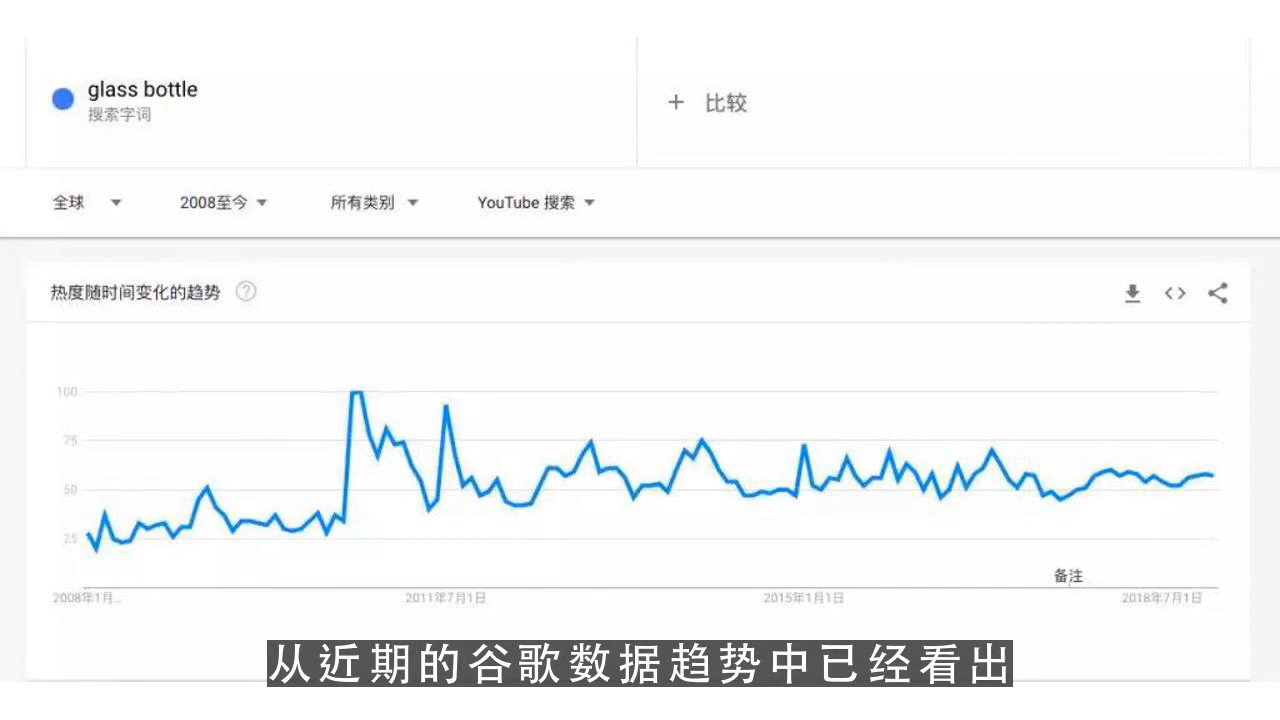 glass bottle
搜索字词
+ 比较
全球
2008至今
所有类别
YouTube 搜索
热度随时间变化的趋势
100
75
50
25
备注
2008年1月...
2011年7月1日
2015年1月1日
2018年7月1日
从近期的谷歌数据趋势中已经看出